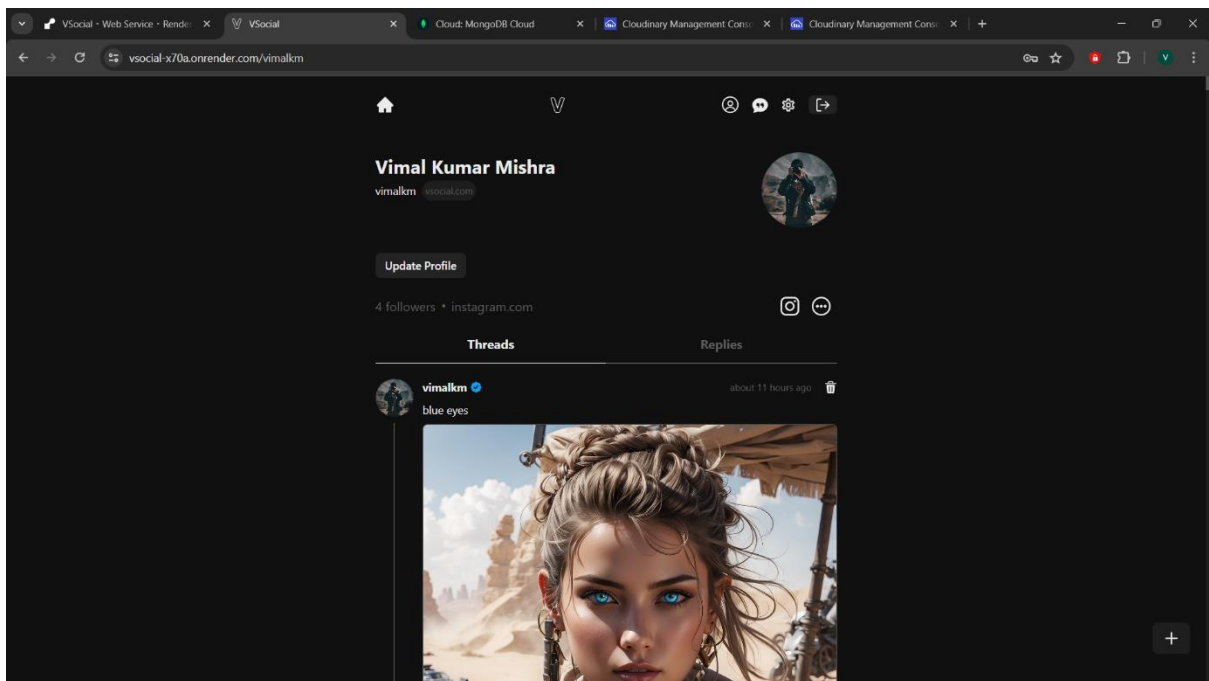 VSocial · Web Service · Render
VSocial
Cloud: MongoDB Cloud
Cloudinary Management Conso
Cloudinary Management Conso
vsocial-x70a.onrender.com/vimalkm
V
Vimal Kumar Mishra
vimalkm vsocial.com
Update Profile
4 followers • instagram.com
Threads Replies
vimalkm about 11 hours ago
blue eyes